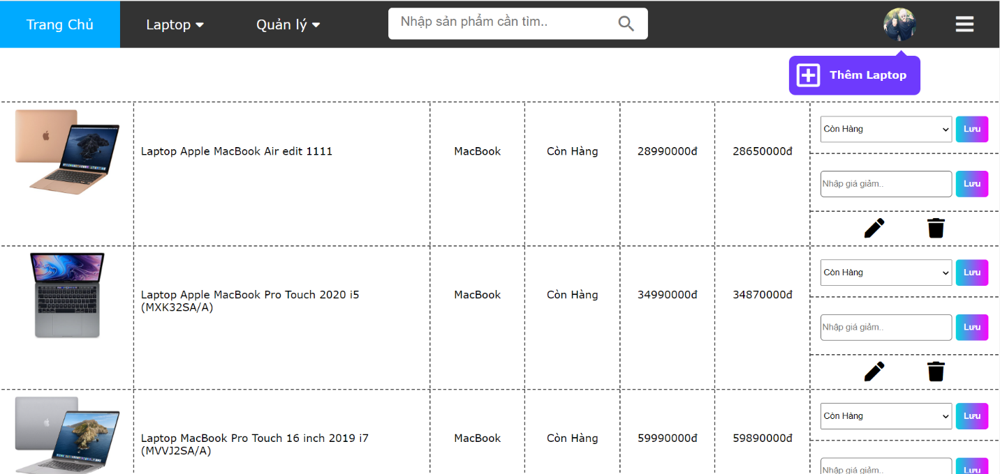 Trang Chủ
Laptop
Quản lý
Nhập sản phẩm cần tìm..
Thêm Laptop
Laptop Apple MacBook Air edit 1111
MacBook
Còn Hàng
28990000đ
28650000đ
Còn Hàng
Lưu
Nhập giá giảm..
Lưu
Laptop Apple MacBook Pro Touch 2020 i5
(MXK32SA/A)
MacBook
Còn Hàng
34990000đ
34870000đ
Còn Hàng
Lưu
Nhập giá giảm..
Lưu
Laptop MacBook Pro Touch 16 inch 2019 i7
(MVVJ2SA/A)
MacBook
Còn Hàng
59990000đ
59890000đ
Còn Hàng
Lưu
Nhập giá giảm..
Lưu